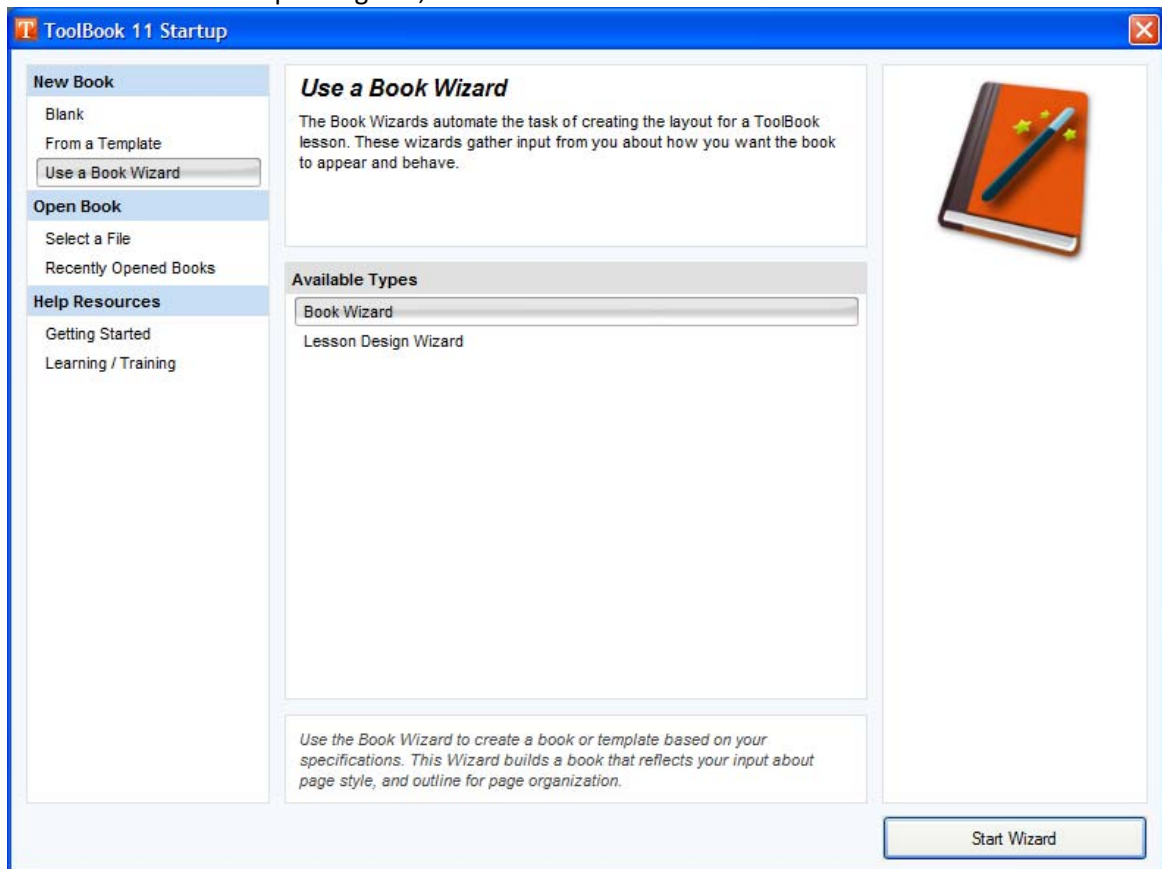 ToolBook 11 Startup
New Book
Blank
From a Template
Use a Book Wizard
Open Book
Select a File
Recently Opened Books
Help Resources
Getting Started
Learning / Training
Use a Book Wizard
The Book Wizards automate the task of creating the layout for a ToolBook
lesson. These wizards gather input from you about how you want the book
to appear and behave.
Available Types
Book Wizard
Lesson Design Wizard
Use the Book Wizard to create a book or template based on your
specifications. This Wizard builds a book that reflects your input about
page style, and outline for page organization.
Start Wizard